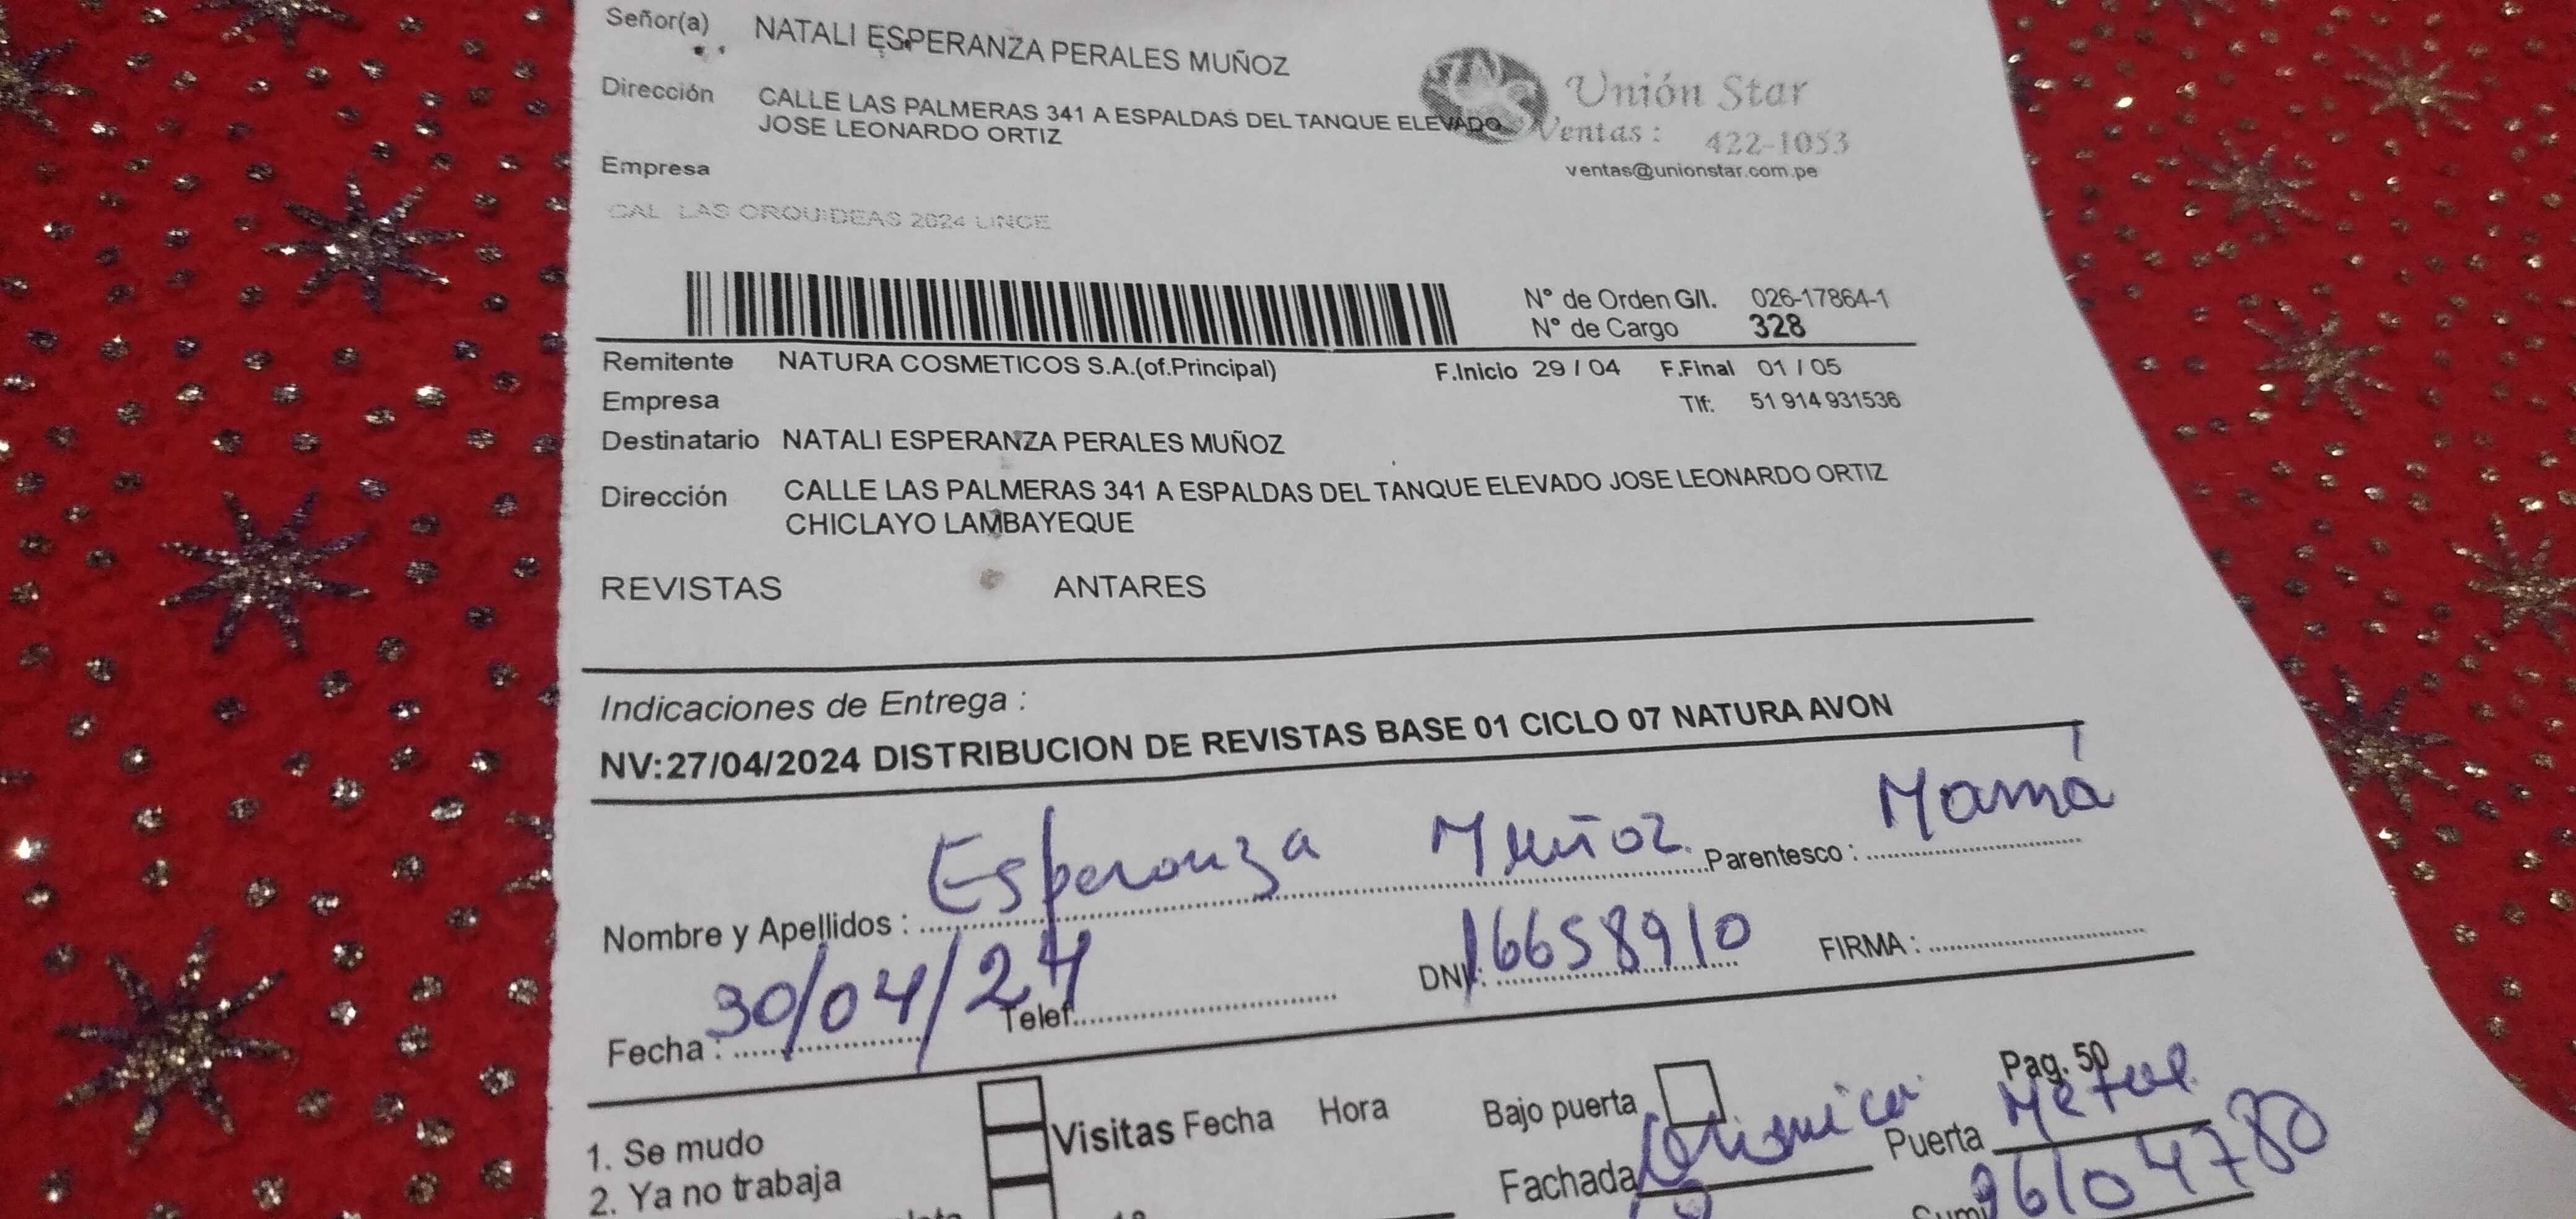 Señor(a) NATALI ESPERANZA PERALES MUÑOZ
Dirección CALLE LAS PALMERAS 341 A ESPALDAS DEL TANQUE ELEVADO
JOSE LEONARDO ORTIZ
Unión Star
Ventas : 422-1053
ventas@unionstar.com.pe
Empresa
CAL LAS ORQUIDEAS 2024 LINCE
N° de Orden G/I. 026-17864-1
N° de Cargo 328
Remitente NATURA COSMETICOS S.A.(of.Principal) F.Inicio 29 / 04 F.Final 01 / 05
Empresa Tlf: 51 914 931536
Destinatario NATALI ESPERANZA PERALES MUÑOZ
Dirección CALLE LAS PALMERAS 341 A ESPALDAS DEL TANQUE ELEVADO JOSE LEONARDO ORTIZ
CHICLAYO LAMBAYEQUE
REVISTAS ANTARES
Indicaciones de Entrega :
NV:27/04/2024 DISTRIBUCION DE REVISTAS BASE 01 CICLO 07 NATURA AVON
Nombre y Apellidos : Esperanza Muñoz Parentesco : Mamá
Fecha : 30/04/24 Telef. DNI: 16658910 FIRMA :
Pag. 50
1. Se mudo Visitas Fecha Hora Bajo puerta
2. Ya no trabaja Fachada Puerta Metal
96104780